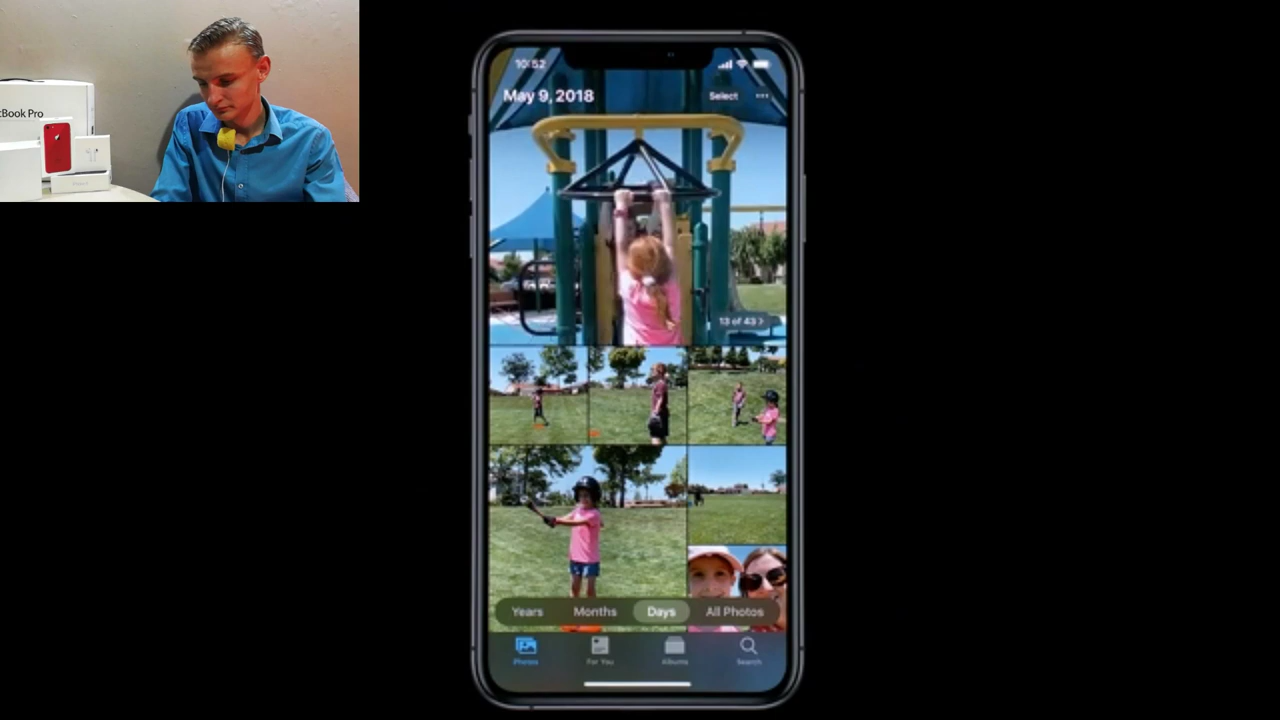 tBook Pro
10:52
May 9, 2018
Select
13 of 43 >
Years Months Days All Photos
Photos For You Albums Search